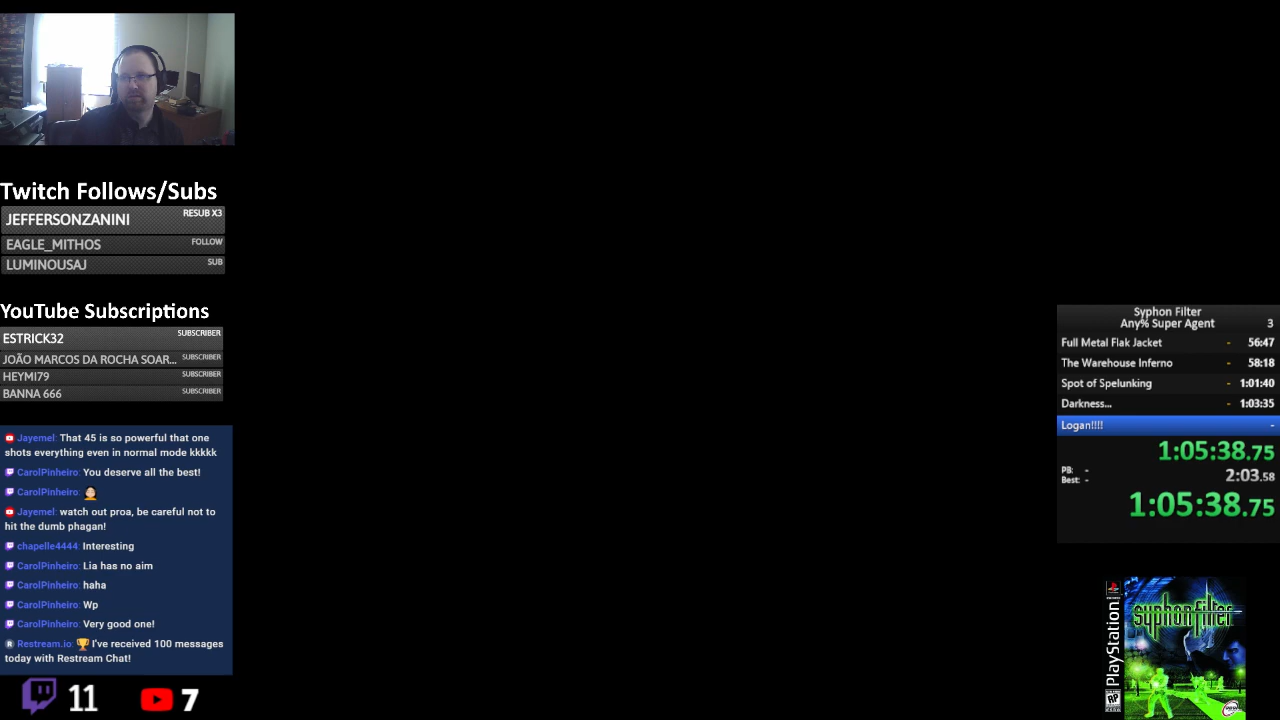 Twitch Follows/Subs
JEFFERSONZANINI RESUB X3
EAGLE_MITHOS FOLLOW
LUMINOUSAJ SUB
YouTube Subscriptions
ESTRICK32 SUBSCRIBER
JOÃO MARCOS DA ROCHA SOAR... SUBSCRIBER
HEYMI79 SUBSCRIBER
BANNA 666 SUBSCRIBER
Jayemel: That 45 is so powerful that one
shots everything even in normal mode kkkkk
CarolPinheiro: You deserve all the best!
CarolPinheiro:
Jayemel: watch out proa, be careful not to
hit the dumb phagan!
chapelle4444: Interesting
CarolPinheiro: Lia has no aim
CarolPinheiro: haha
CarolPinheiro: Wp
CarolPinheiro: Very good one!
Restream.io: I've received 100 messages
today with Restream Chat!
11 7
Syphon Filter
Any% Super Agent 3
Full Metal Flak Jacket - 56:47
The Warehouse Inferno - 58:18
Spot of Spelunking - 1:01:40
Darkness... - 1:03:35
Logan!!!! -
1:05:38.75
PB: - 2:03.58
Best: -
1:05:38.75
PlayStation
syphon filter